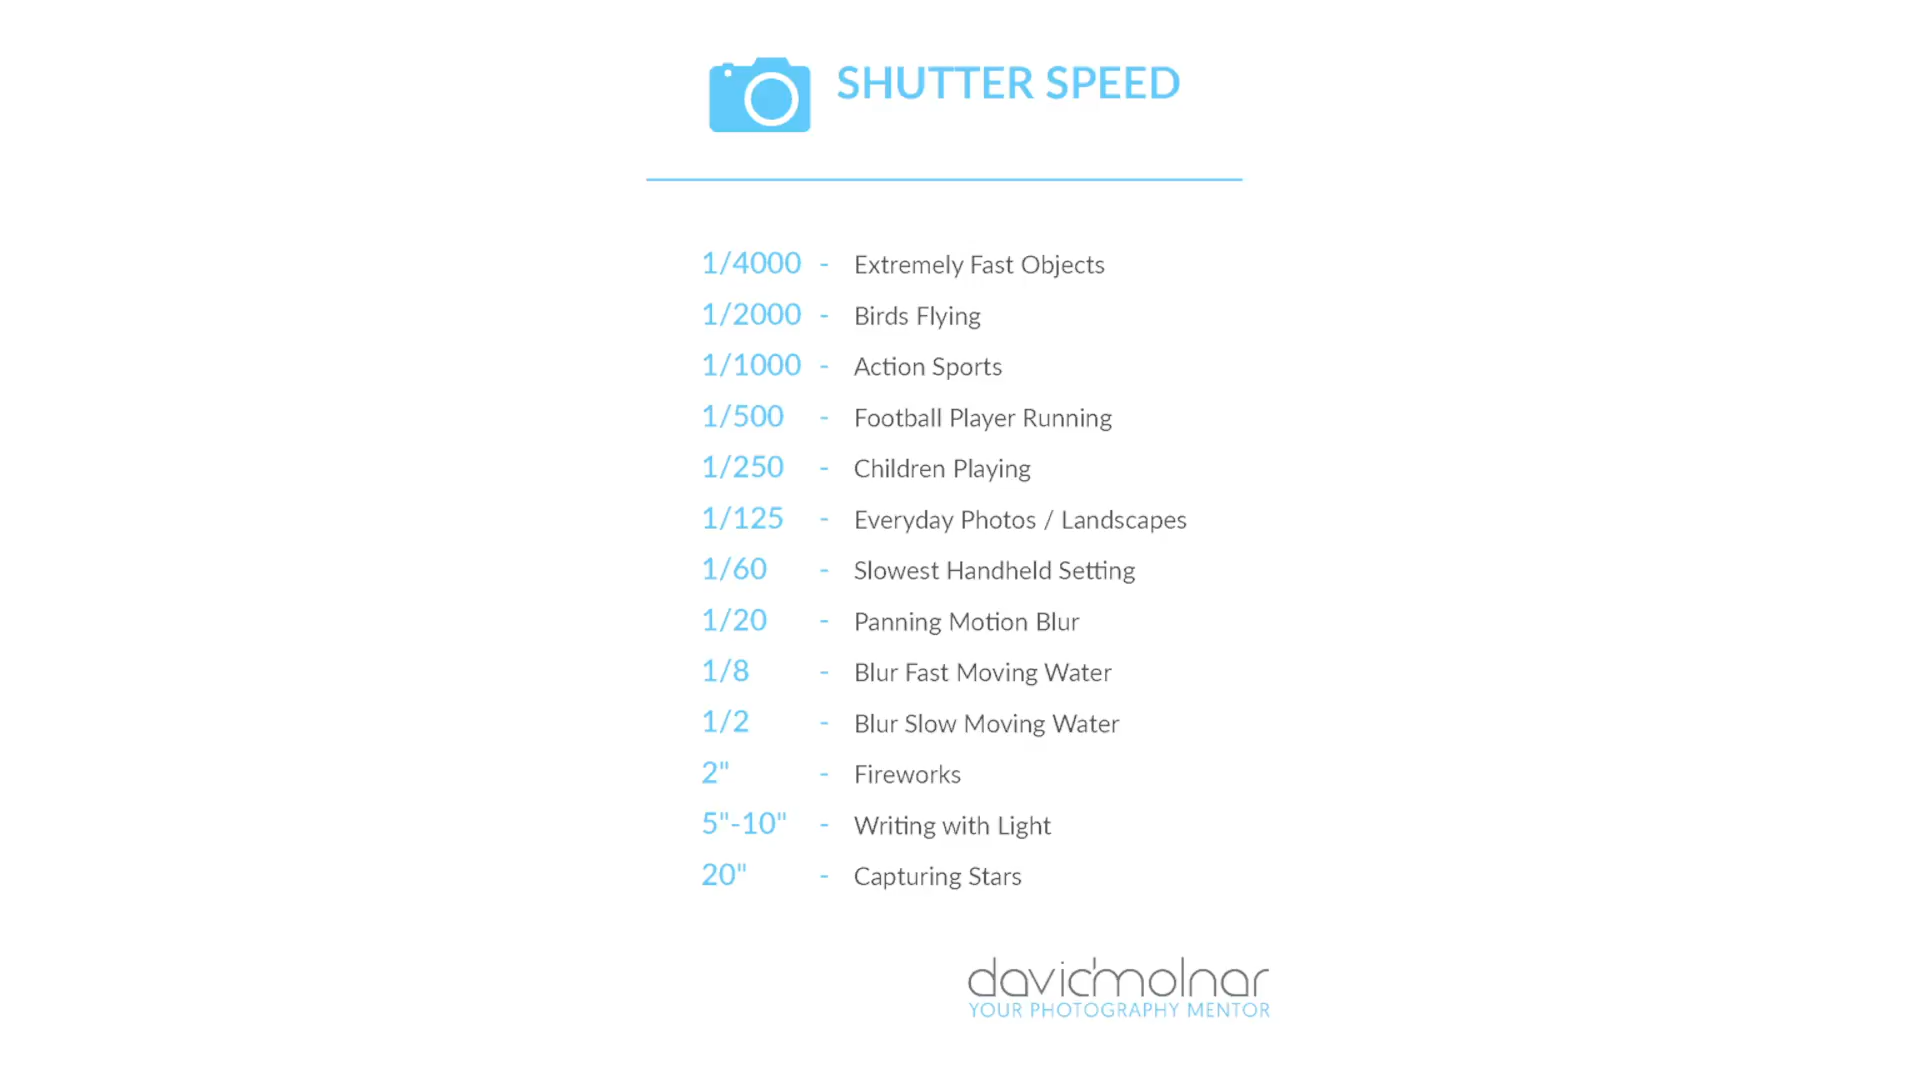 SHUTTER SPEED
1/4000 - Extremely Fast Objects
1/2000 - Birds Flying
1/1000 - Action Sports
1/500 - Football Player Running
1/250 - Children Playing
1/125 - Everyday Photos / Landscapes
1/60 - Slowest Handheld Setting
1/20 - Panning Motion Blur
1/8 - Blur Fast Moving Water
1/2 - Blur Slow Moving Water
2" - Fireworks
5"-10" - Writing with Light
20" - Capturing Stars
davidmolnar
YOUR PHOTOGRAPHY MENTOR